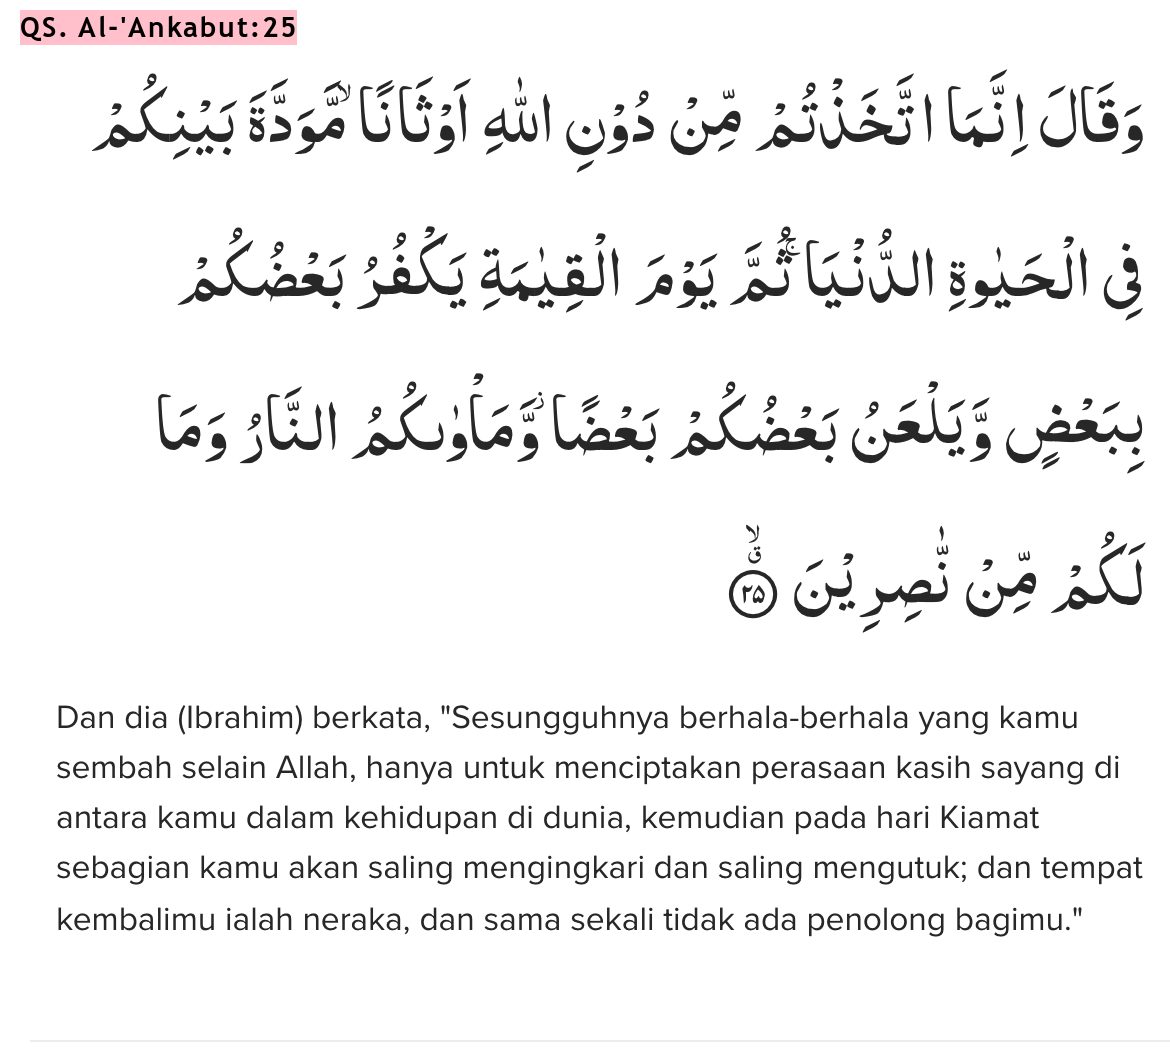 QS. Al-'Ankabut:25
وَقَالَ اِنَّمَا اتَّخَذْتُمْ مِّنْ دُوْنِ اللّٰهِ اَوْثَانًاۙ مَّوَدَّةَ بَيْنِكُمْ
فِى الْحَيٰوةِ الدُّنْيَا ۚثُمَّ يَوْمَ الْقِيٰمَةِ يَكْفُرُ بَعْضُكُمْ
بِبَعْضٍ وَّيَلْعَنُ بَعْضُكُمْ بَعْضًا ۖوَّمَأْوٰىكُمُ النَّارُ وَمَا
لَكُمْ مِّنْ نّٰصِرِيْنَۖ ٢٥
Dan dia (Ibrahim) berkata, "Sesungguhnya berhala-berhala yang kamu
sembah selain Allah, hanya untuk menciptakan perasaan kasih sayang di
antara kamu dalam kehidupan di dunia, kemudian pada hari Kiamat
sebagian kamu akan saling mengingkari dan saling mengutuk; dan tempat
kembalimu ialah neraka, dan sama sekali tidak ada penolong bagimu."